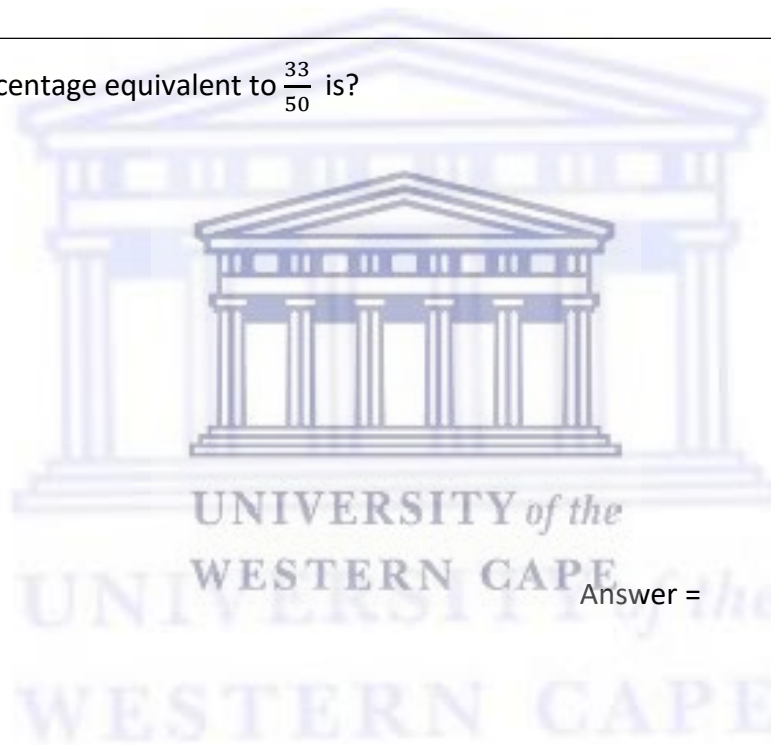 centage equivalent to 33/50 is?
UNIVERSITY of the
WESTERN CAPE
Answer =
UNIVERSITY of the
WESTERN CAPE